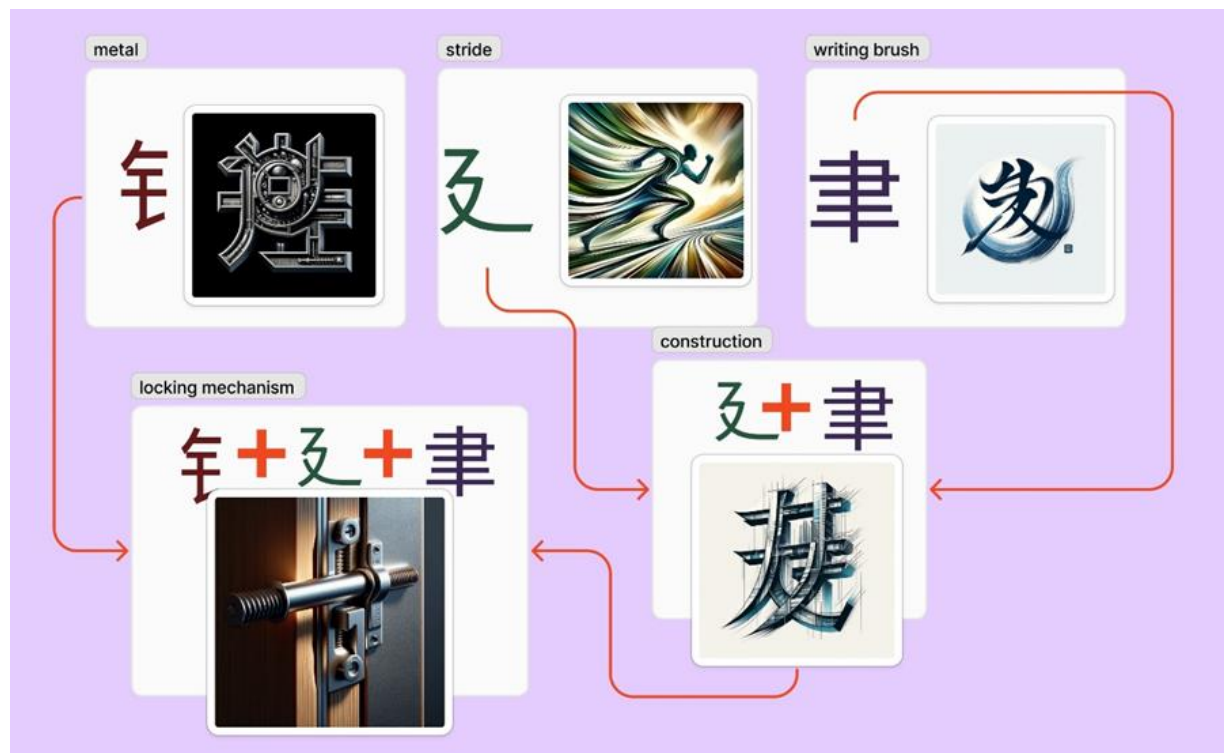 metal
stride
writing brush
钅
廴
聿
construction
廴+聿
locking mechanism
钅+廴+聿